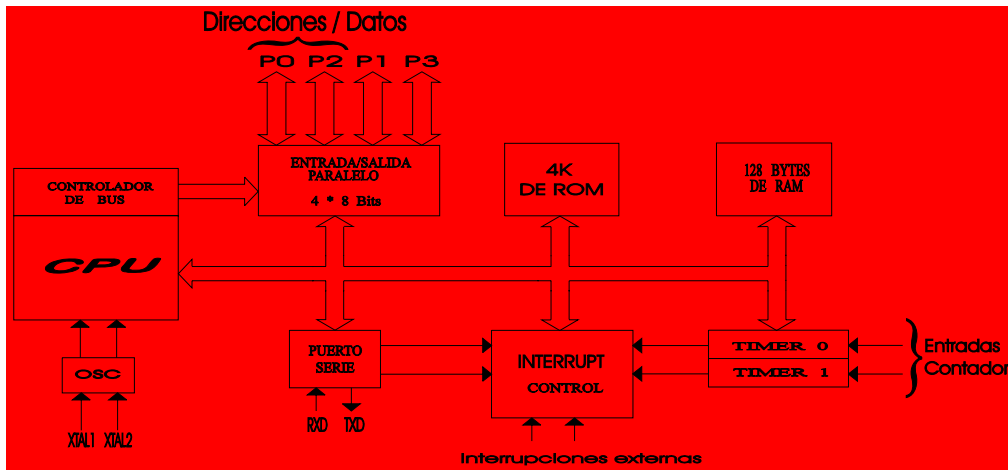 Direcciones / Datos
P0 P2 P1 P3
ENTRADA/SALIDA
PARALELO
4 * 8 Bits
4K
DE ROM
128 BYTES
DE RAM
CONTROLADOR
DE BUS
CPU
OSC
XTAL1 XTAL2
PUERTO
SERIE
RXD TXD
INTERRUPT
CONTROL
TIMER 0
TIMER 1
Entradas
Contador
Interrupciones externas